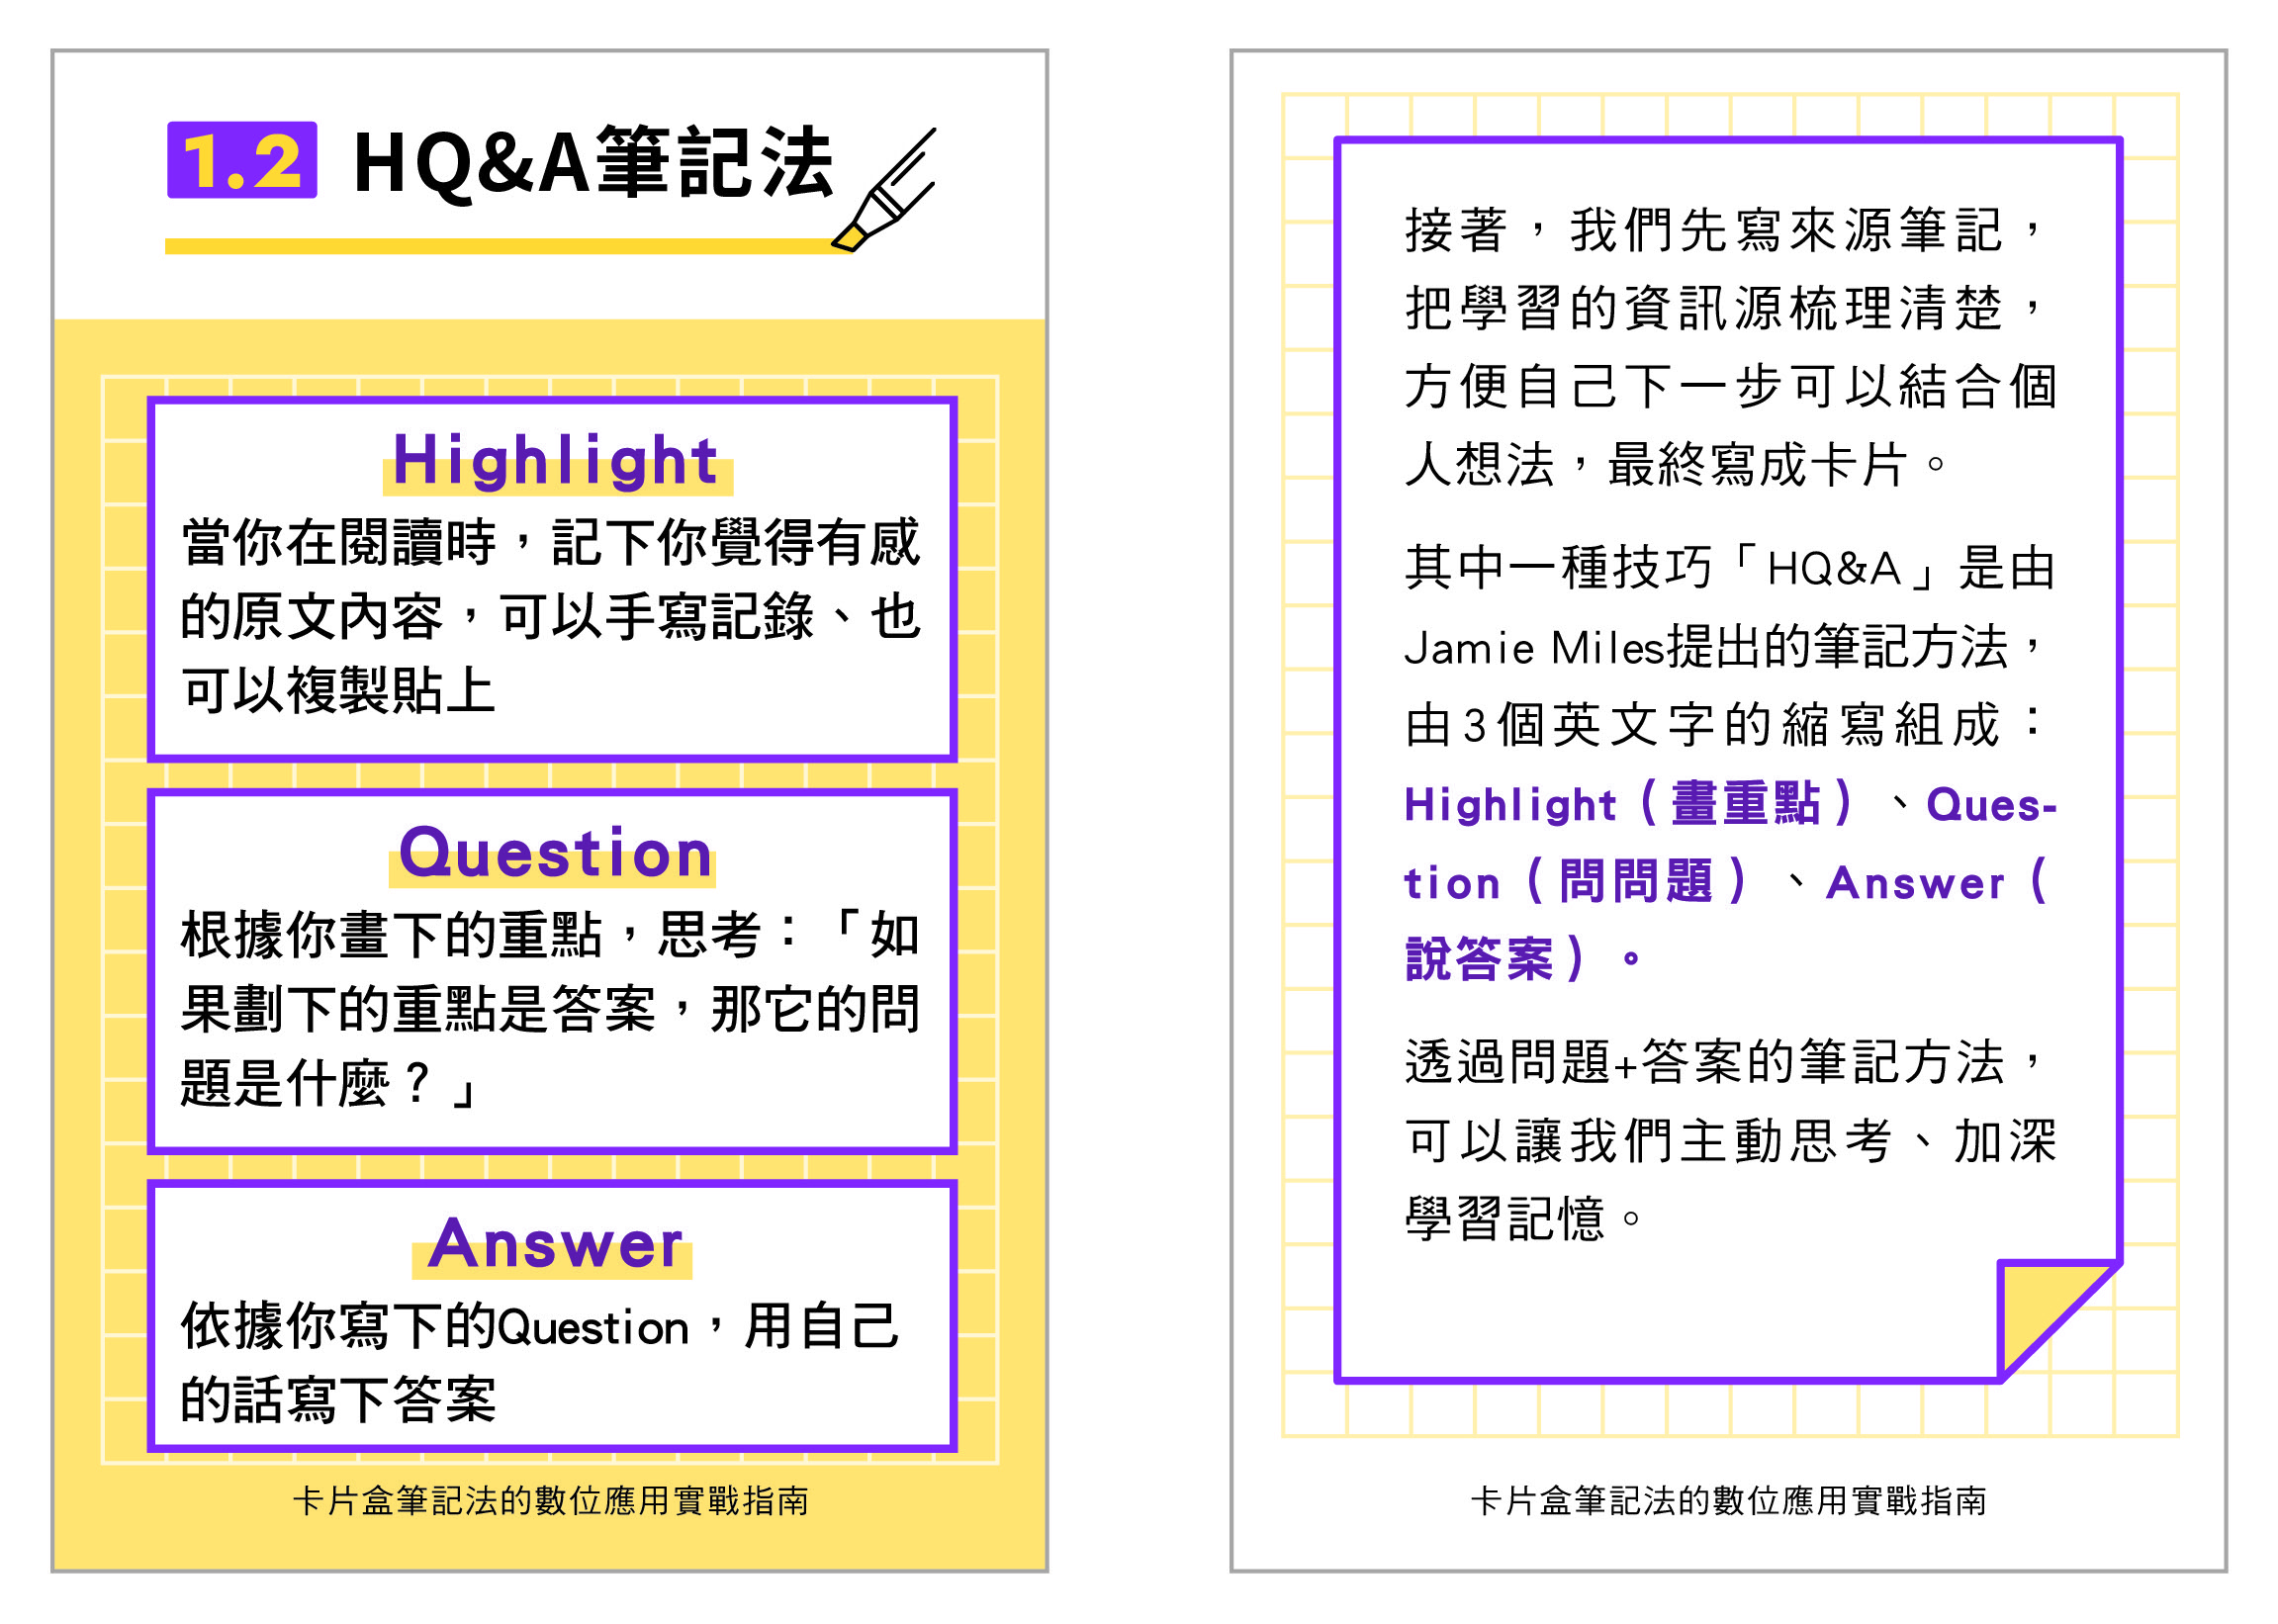 1.2 HQ&A筆記法
Highlight
當你在閱讀時，記下你覺得有感
的原文內容，可以手寫記錄、也
可以複製貼上
Question
根據你畫下的重點，思考：「如
果劃下的重點是答案，那它的問
題是什麼？」
Answer
依據你寫下的Question，用自己
的話寫下答案
卡片盒筆記法的數位應用實戰指南
接著，我們先寫來源筆記，
把學習的資訊源梳理清楚，
方便自己下一步可以結合個
人想法，最終寫成卡片。
其中一種技巧「HQ&A」是由
Jamie Miles提出的筆記方法，
由3個英文字的縮寫組成：
Highlight（畫重點）、Ques-
tion（問問題）、Answer（
說答案）。
透過問題+答案的筆記方法，
可以讓我們主動思考、加深
學習記憶。
卡片盒筆記法的數位應用實戰指南